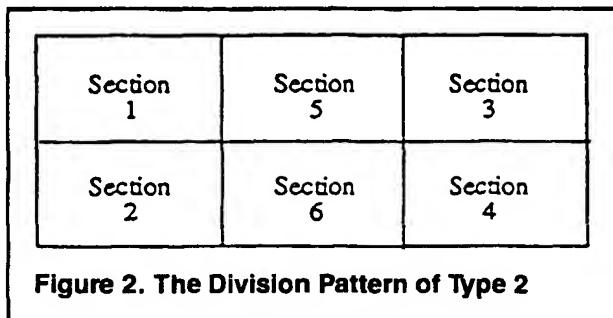 Section
1
Section
5
Section
3
Section
2
Section
6
Section
4
Figure 2. The Division Pattern of Type 2